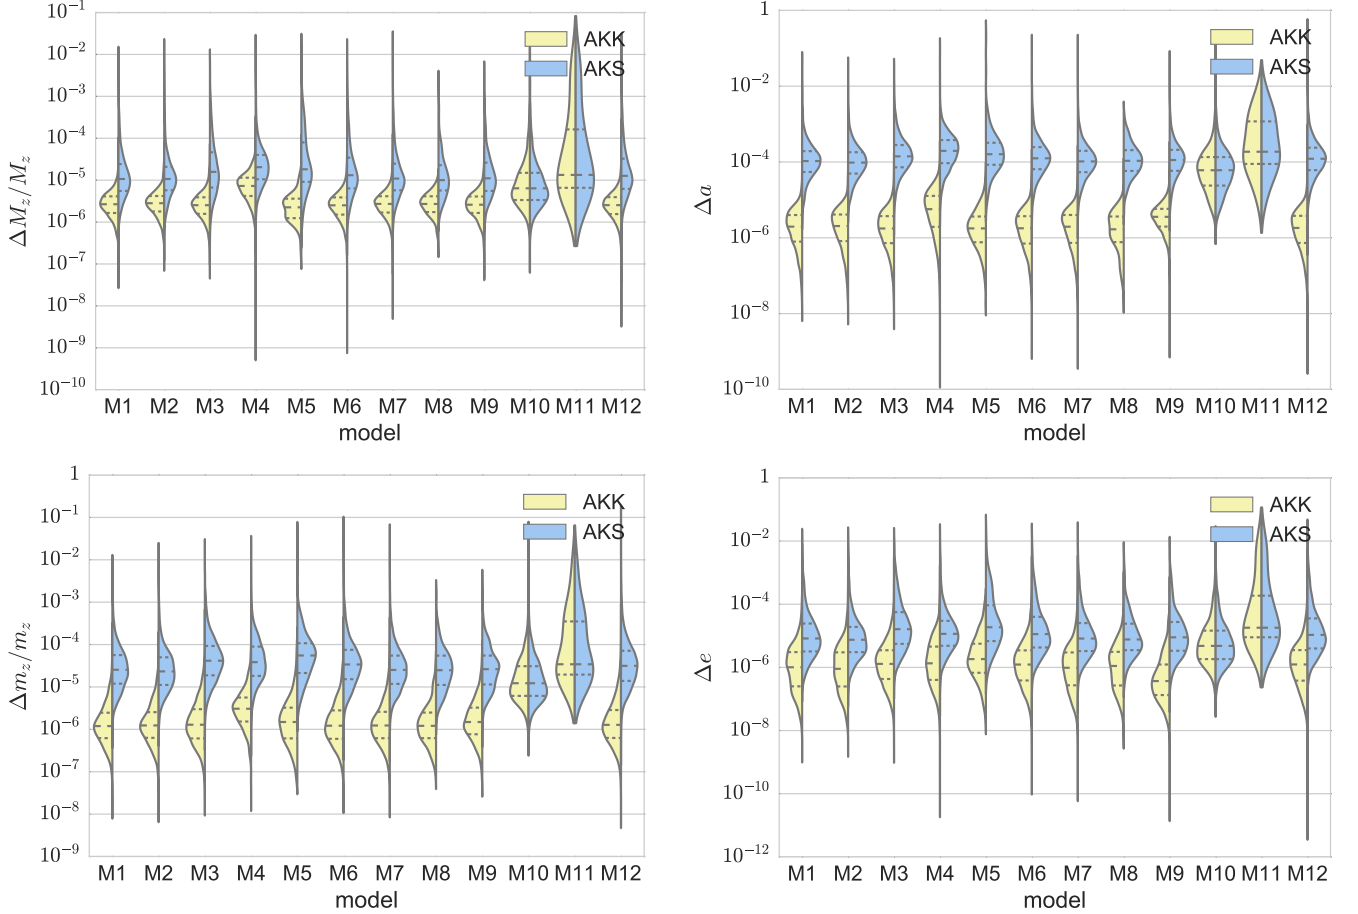 10⁻¹
10⁻²
10⁻³
10⁻⁴
10⁻⁵
10⁻⁶
10⁻⁷
10⁻⁸
10⁻⁹
10⁻¹⁰
ΔM_z/M_z
AKK
AKS
M1 M2 M3 M4 M5 M6 M7 M8 M9 M10 M11 M12
model
1
10⁻²
10⁻⁴
10⁻⁶
10⁻⁸
10⁻¹⁰
Δa
AKK
AKS
M1 M2 M3 M4 M5 M6 M7 M8 M9 M10 M11 M12
model
1
10⁻¹
10⁻²
10⁻³
10⁻⁴
10⁻⁵
10⁻⁶
10⁻⁷
10⁻⁸
10⁻⁹
Δm_z/m_z
AKK
AKS
M1 M2 M3 M4 M5 M6 M7 M8 M9 M10 M11 M12
model
1
10⁻²
10⁻⁴
10⁻⁶
10⁻⁸
10⁻¹⁰
10⁻¹²
Δe
AKK
AKS
M1 M2 M3 M4 M5 M6 M7 M8 M9 M10 M11 M12
model